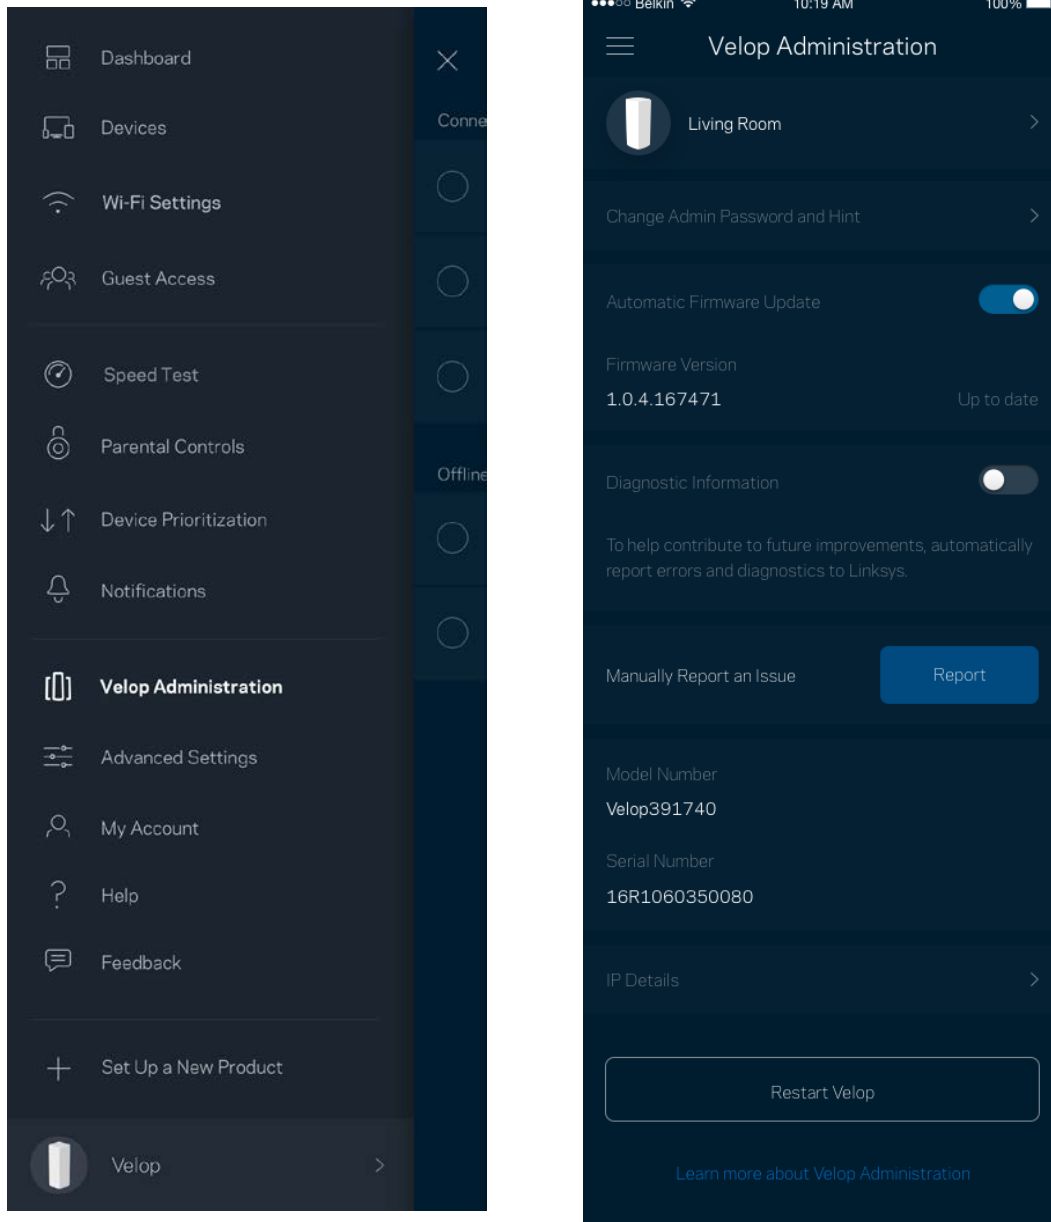 Dashboard
Devices
Wi-Fi Settings
Guest Access
Speed Test
Parental Controls
Device Prioritization
Notifications
Velop Administration
Advanced Settings
My Account
Help
Feedback
Set Up a New Product
Velop
Conne
Offline
Belkin 10:19 AM 100%
Velop Administration
Living Room
Change Admin Password and Hint
Automatic Firmware Update
Firmware Version
1.0.4.167471 Up to date
Diagnostic Information
To help contribute to future improvements, automatically
report errors and diagnostics to Linksys.
Manually Report an Issue Report
Model Number
Velop391740
Serial Number
16R1060350080
IP Details
Restart Velop
Learn more about Velop Administration